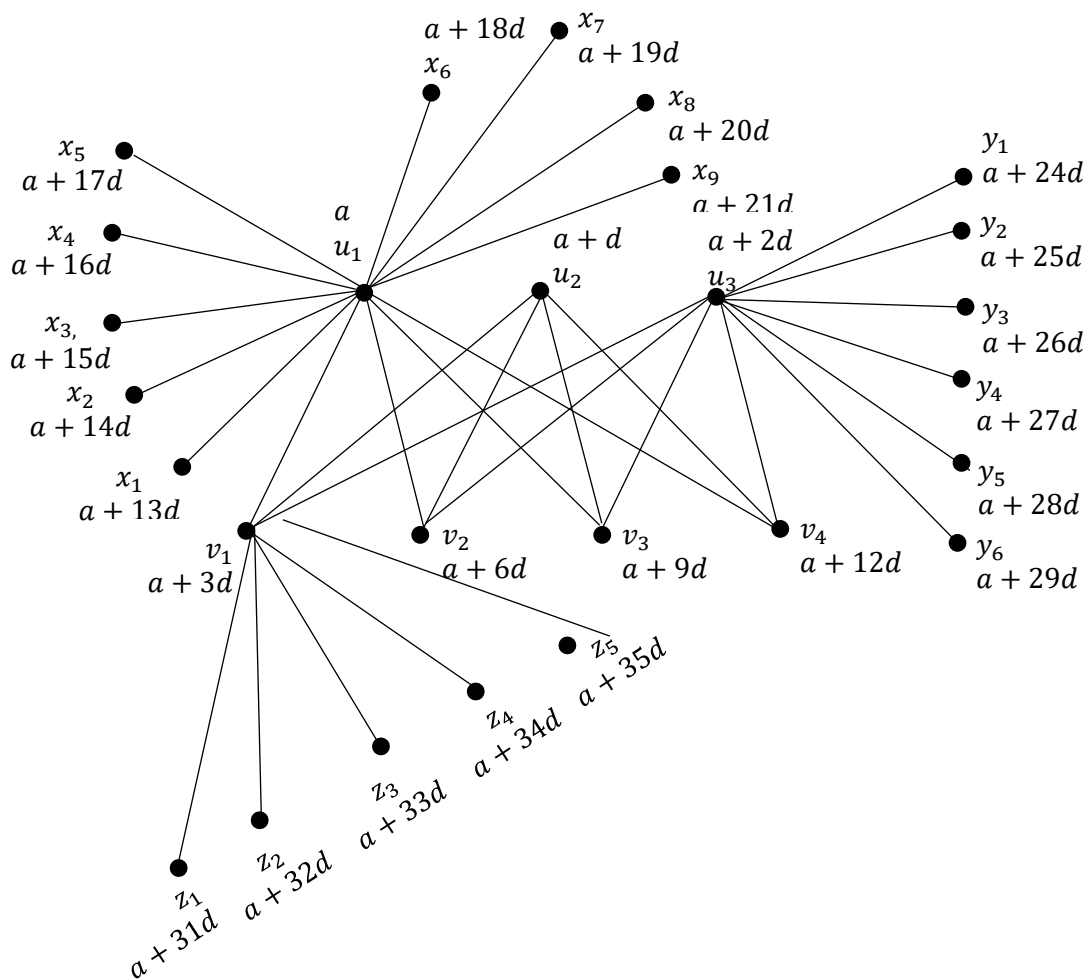 a + 18d
x₇
a + 19d
x₆
x₈
a + 20d
x₅
a + 17d
x₉
a + 21d
y₁
a + 24d
a
u₁
x₄
a + 16d
a + d
u₂
a + 2d
u₃
y₂
a + 25d
x₃,
a + 15d
y₃
a + 26d
x₂
a + 14d
y₄
a + 27d
x₁
a + 13d
y₅
a + 28d
v₁
a + 3d
v₂
a + 6d
v₃
a + 9d
v₄
a + 12d
y₆
a + 29d
z₅
a + 35d
z₄
a + 34d
z₃
a + 33d
z₂
a + 32d
z₁
a + 31d